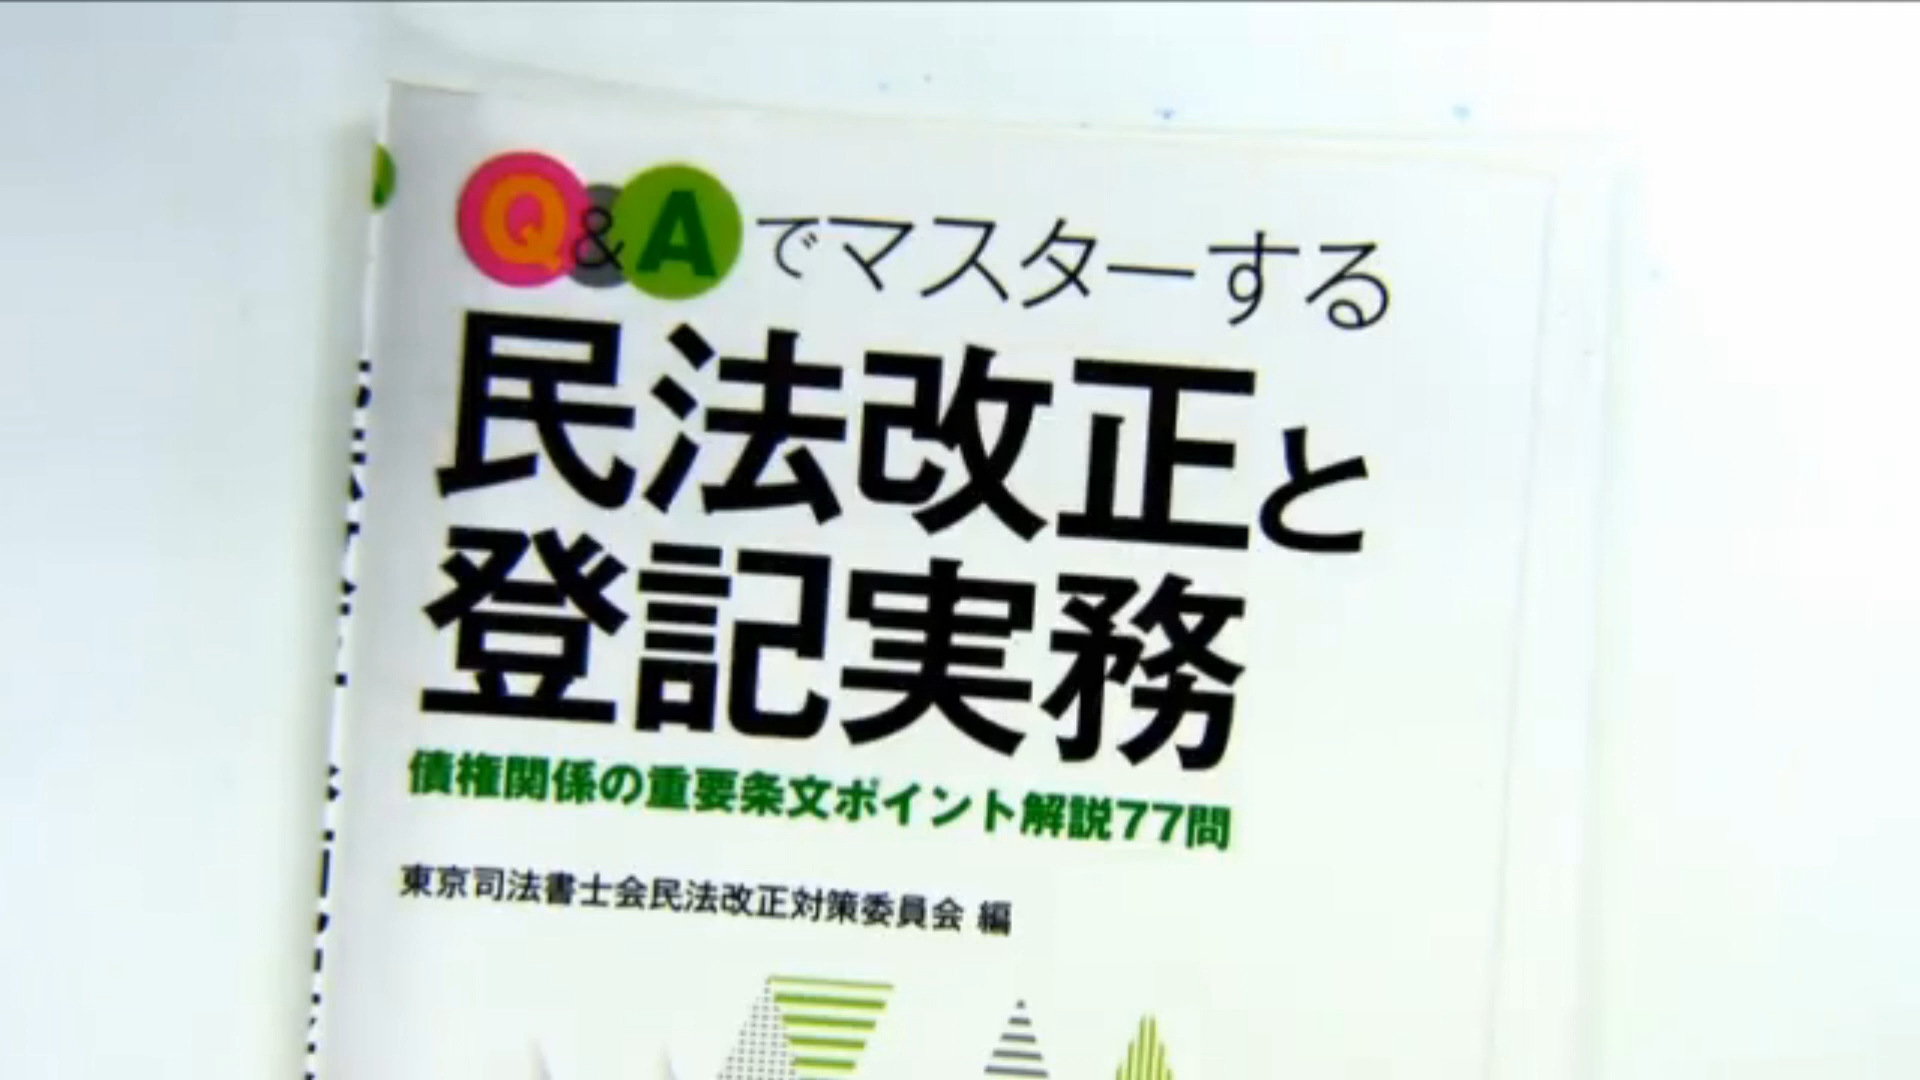 Q&Aでマスターする
民法改正と
登記実務
債権関係の重要条文ポイント解説77問
東京司法書士会民法改正対策委員会 編